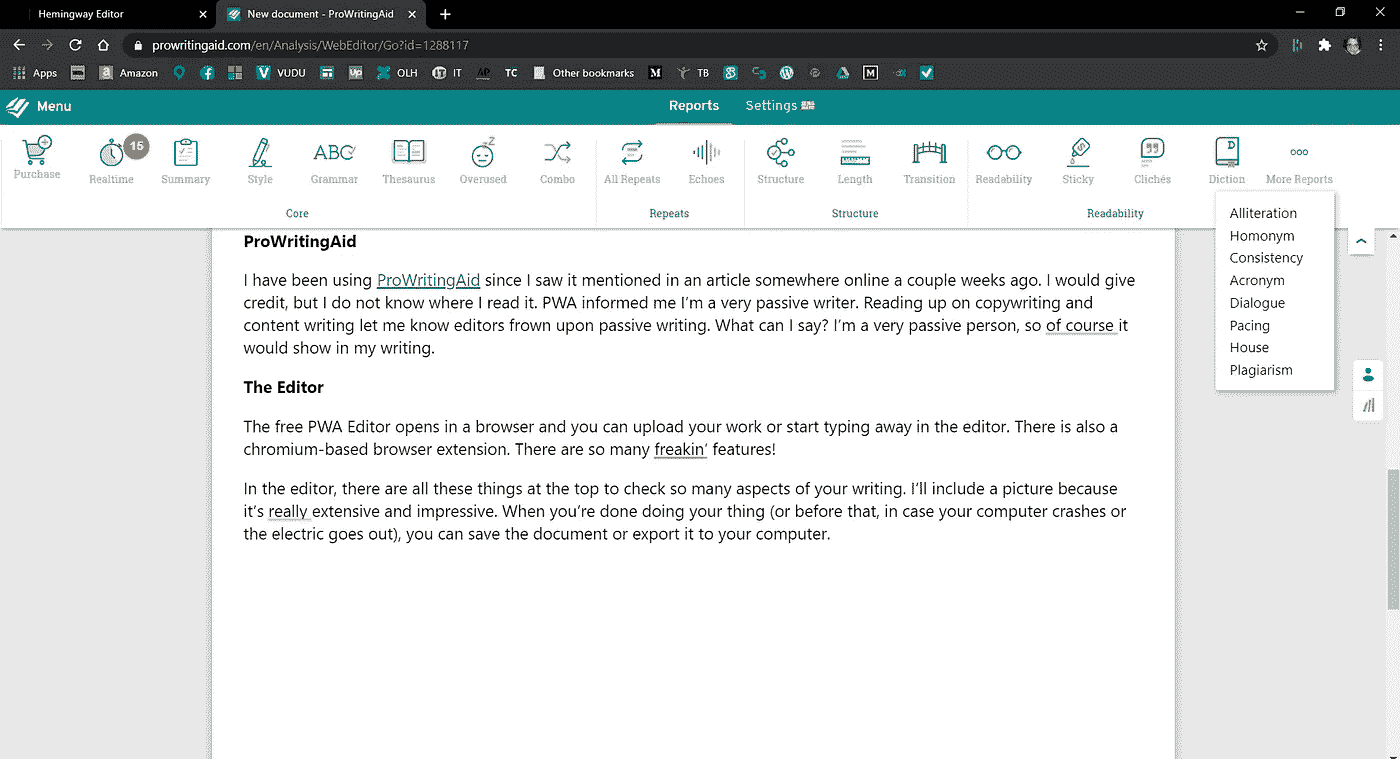 Hemingway Editor
New document - ProWritingAid
prowritingaid.com/en/Analysis/WebEditor/Go?id=1288117
Apps Amazon VUDU Up OLH IT AP TC Other bookmarks M TB M
Menu Reports Settings
15
Purchase Realtime Summary Style Grammar Thesaurus Overused Combo All Repeats Echoes Structure Length Transition Readability Sticky Clichés Diction More Reports
Core Repeats Structure Readability
Alliteration
Homonym
Consistency
Acronym
Dialogue
Pacing
House
Plagiarism
ProWritingAid
I have been using ProWritingAid since I saw it mentioned in an article somewhere online a couple weeks ago. I would give
credit, but I do not know where I read it. PWA informed me I’m a very passive writer. Reading up on copywriting and
content writing let me know editors frown upon passive writing. What can I say? I’m a very passive person, so of course it
would show in my writing.
The Editor
The free PWA Editor opens in a browser and you can upload your work or start typing away in the editor. There is also a
chromium-based browser extension. There are so many freakin’ features!
In the editor, there are all these things at the top to check so many aspects of your writing. I’ll include a picture because
it’s really extensive and impressive. When you’re done doing your thing (or before that, in case your computer crashes or
the electric goes out), you can save the document or export it to your computer.